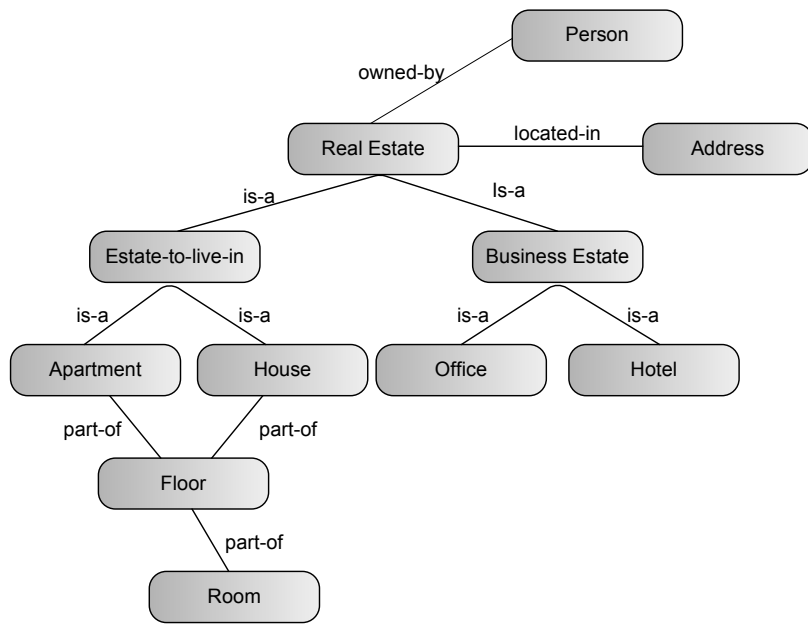 Person
owned-by
located-in
Real Estate
Address
is-a
Is-a
Estate-to-live-in
Business Estate
is-a
is-a
is-a
is-a
Apartment
House
Office
Hotel
part-of
part-of
Floor
part-of
Room